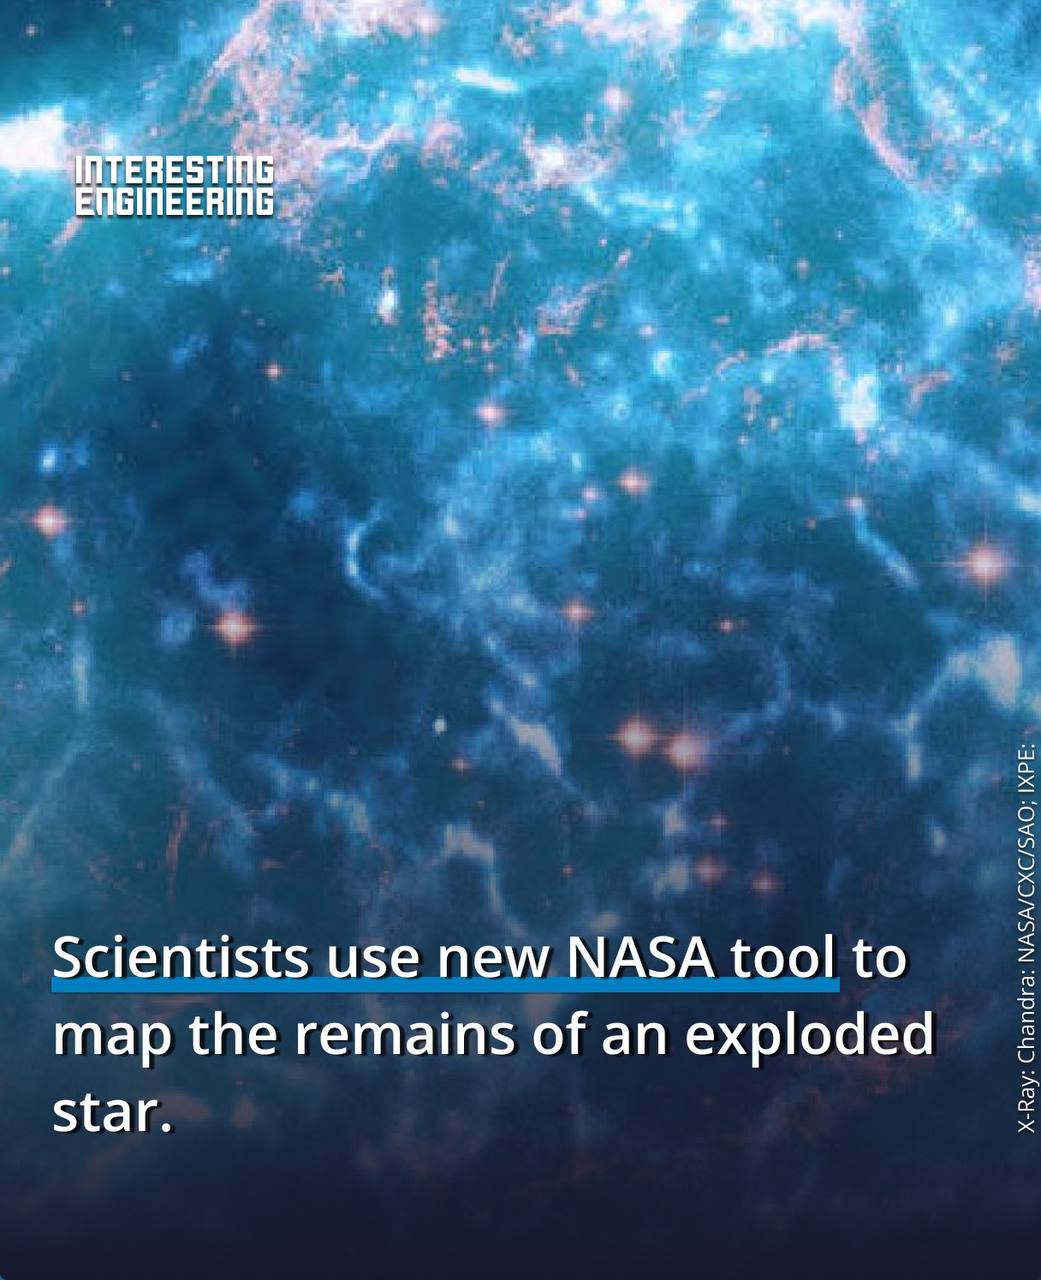 INTERESTING
ENGINEERING
X-Ray: Chandra: NASA/CXC/SAO; IXPE:
Scientists use new NASA tool to
map the remains of an exploded
star.